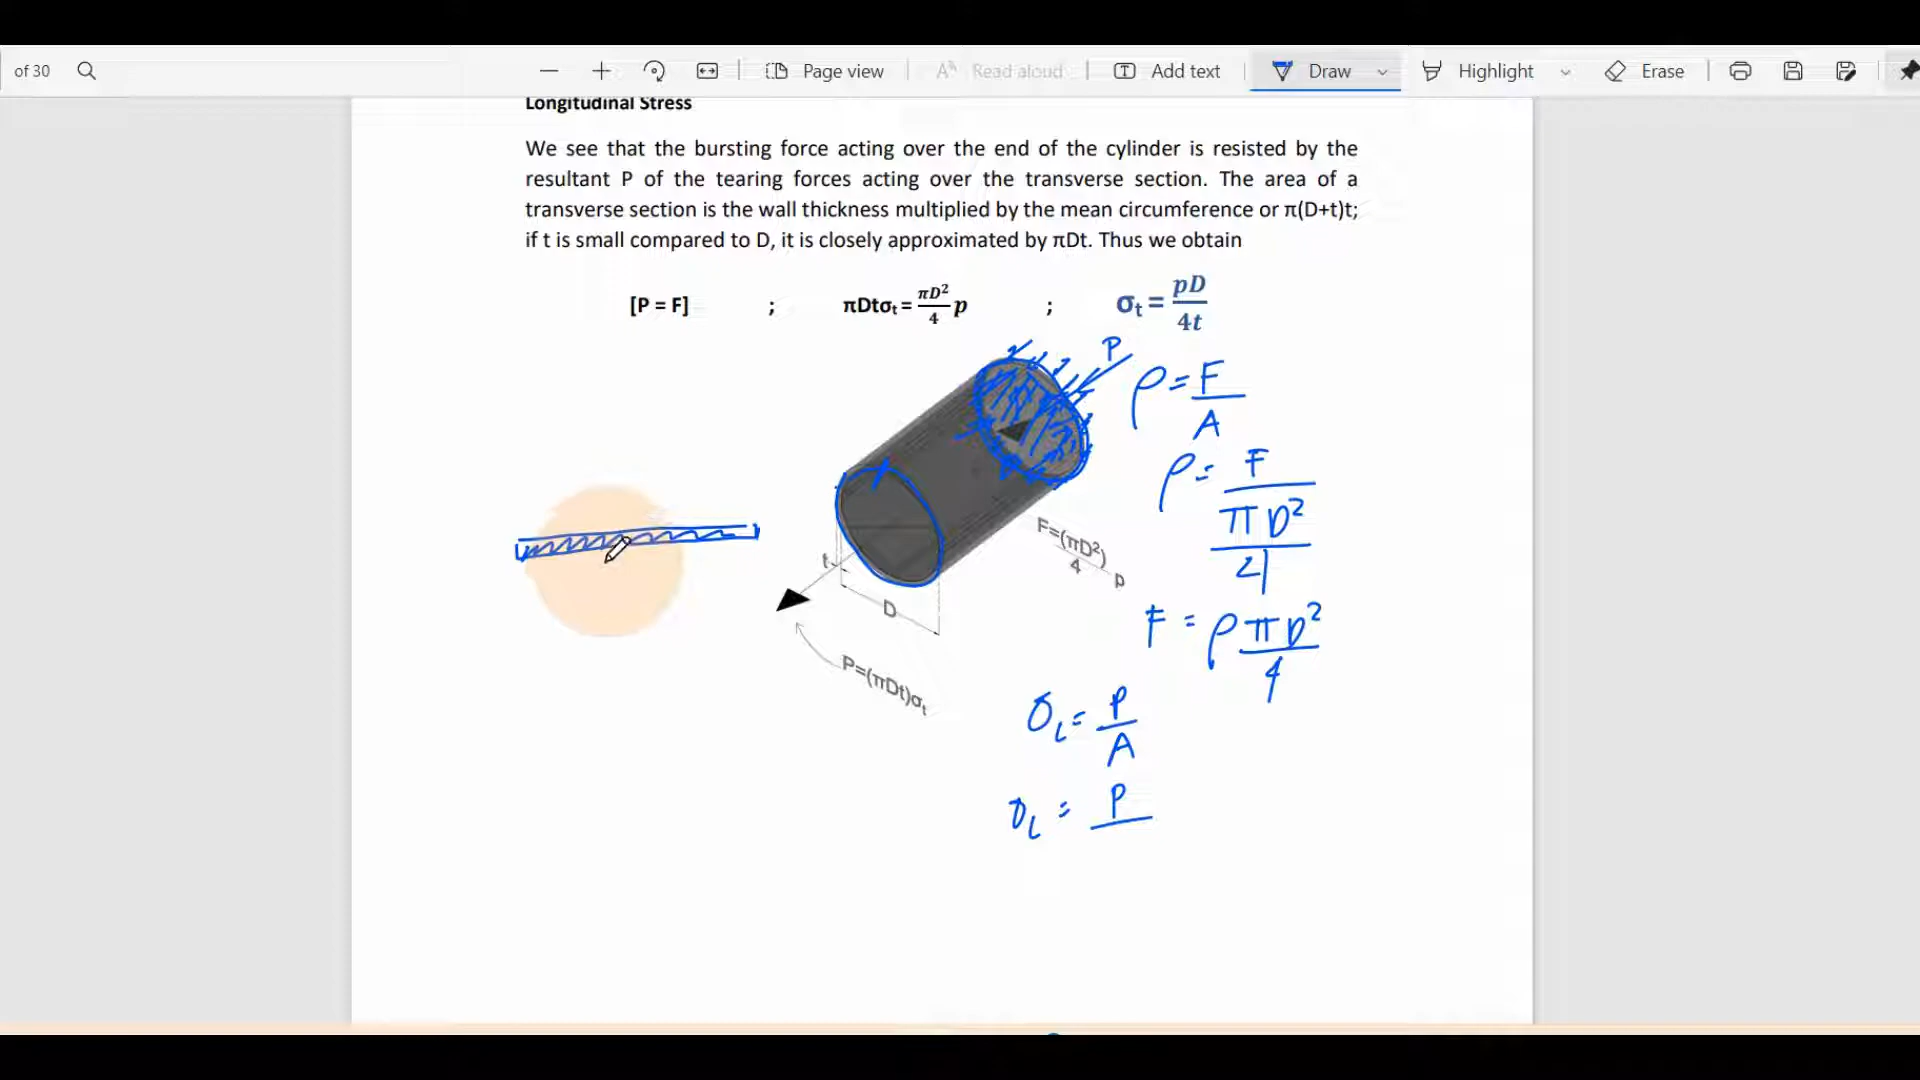 of 30
Page view
Read aloud
Add text
Draw
Highlight
Erase
Longitudinal Stress
We see that the bursting force acting over the end of the cylinder is resisted by the
resultant P of the tearing forces acting over the transverse section. The area of a
transverse section is the wall thickness multiplied by the mean circumference or π(D+t)t;
if t is small compared to D, it is closely approximated by πDt. Thus we obtain
[P = F] ; πDtσₜ = πD²/4 p ; σₜ = pD/4t
P
ρ = F/A
ρ = F/(πD²/4)
F=(πD²)/4 p
t
D
F = ρ πD²/4
P=(πDt)σₜ
σL = P/A
σL = P